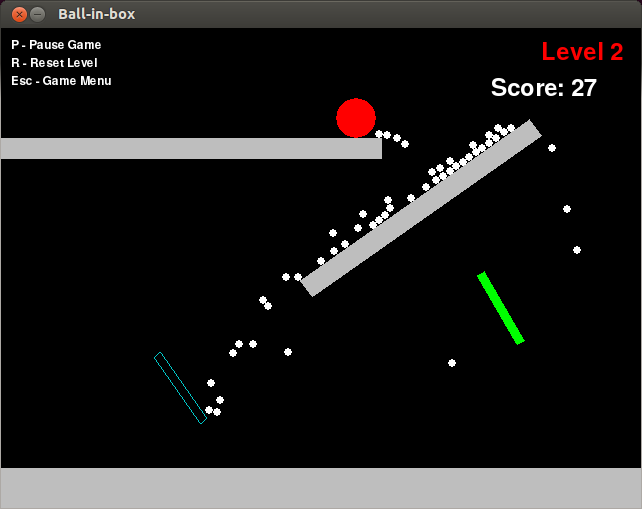 Ball-in-box
P - Pause Game
R - Reset Level
Esc - Game Menu
Level 2
Score: 27